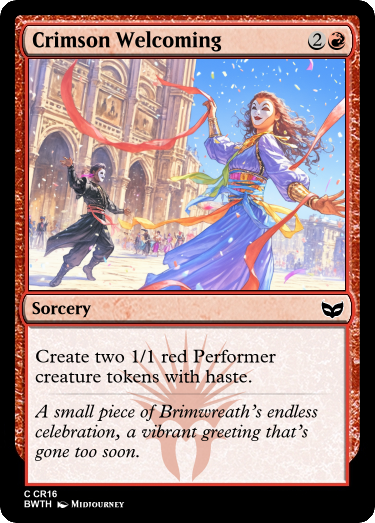 Crimson Welcoming 2
Sorcery
Create two 1/1 red Performer
creature tokens with haste.
A small piece of Brimwreath's endless
celebration, a vibrant greeting that's
gone too soon.
C CR16
BWTH Midjourney